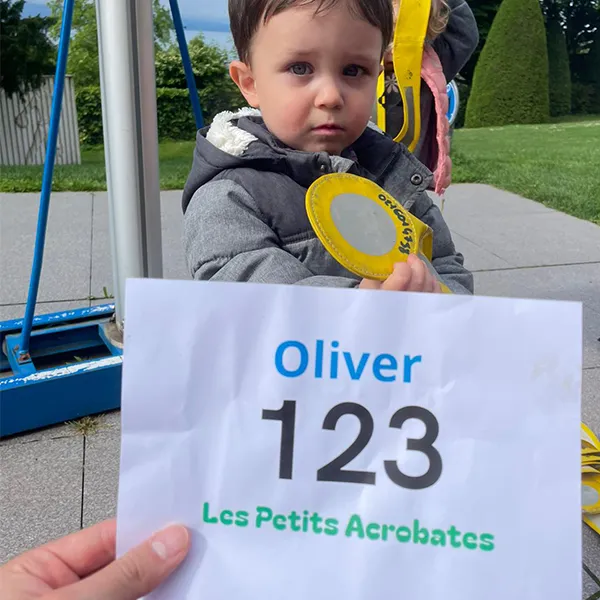 Oliver
123
Les Petits Acrobates